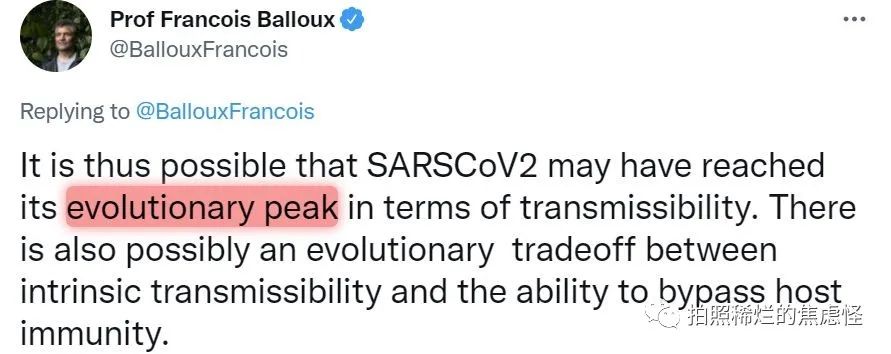 Prof Francois Balloux
@BallouxFrancois
Replying to @BallouxFrancois
It is thus possible that SARSCoV2 may have reached
its evolutionary peak in terms of transmissibility. There
is also possibly an evolutionary tradeoff between
intrinsic transmissibility and the ability to bypass host
immunity.
拍照稀烂的焦虑怪